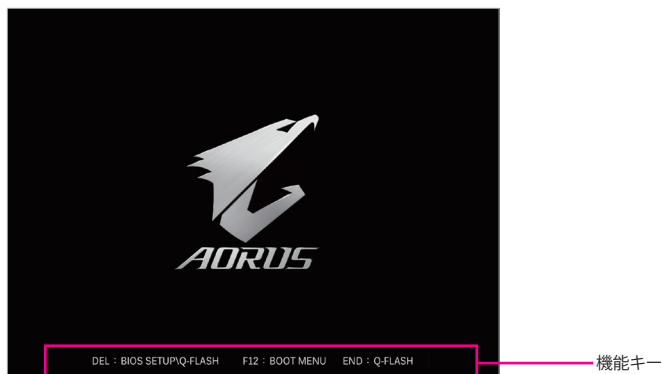 AORUS
DEL : BIOS SETUP\Q-FLASH F12 : BOOT MENU END : Q-FLASH
機能キー